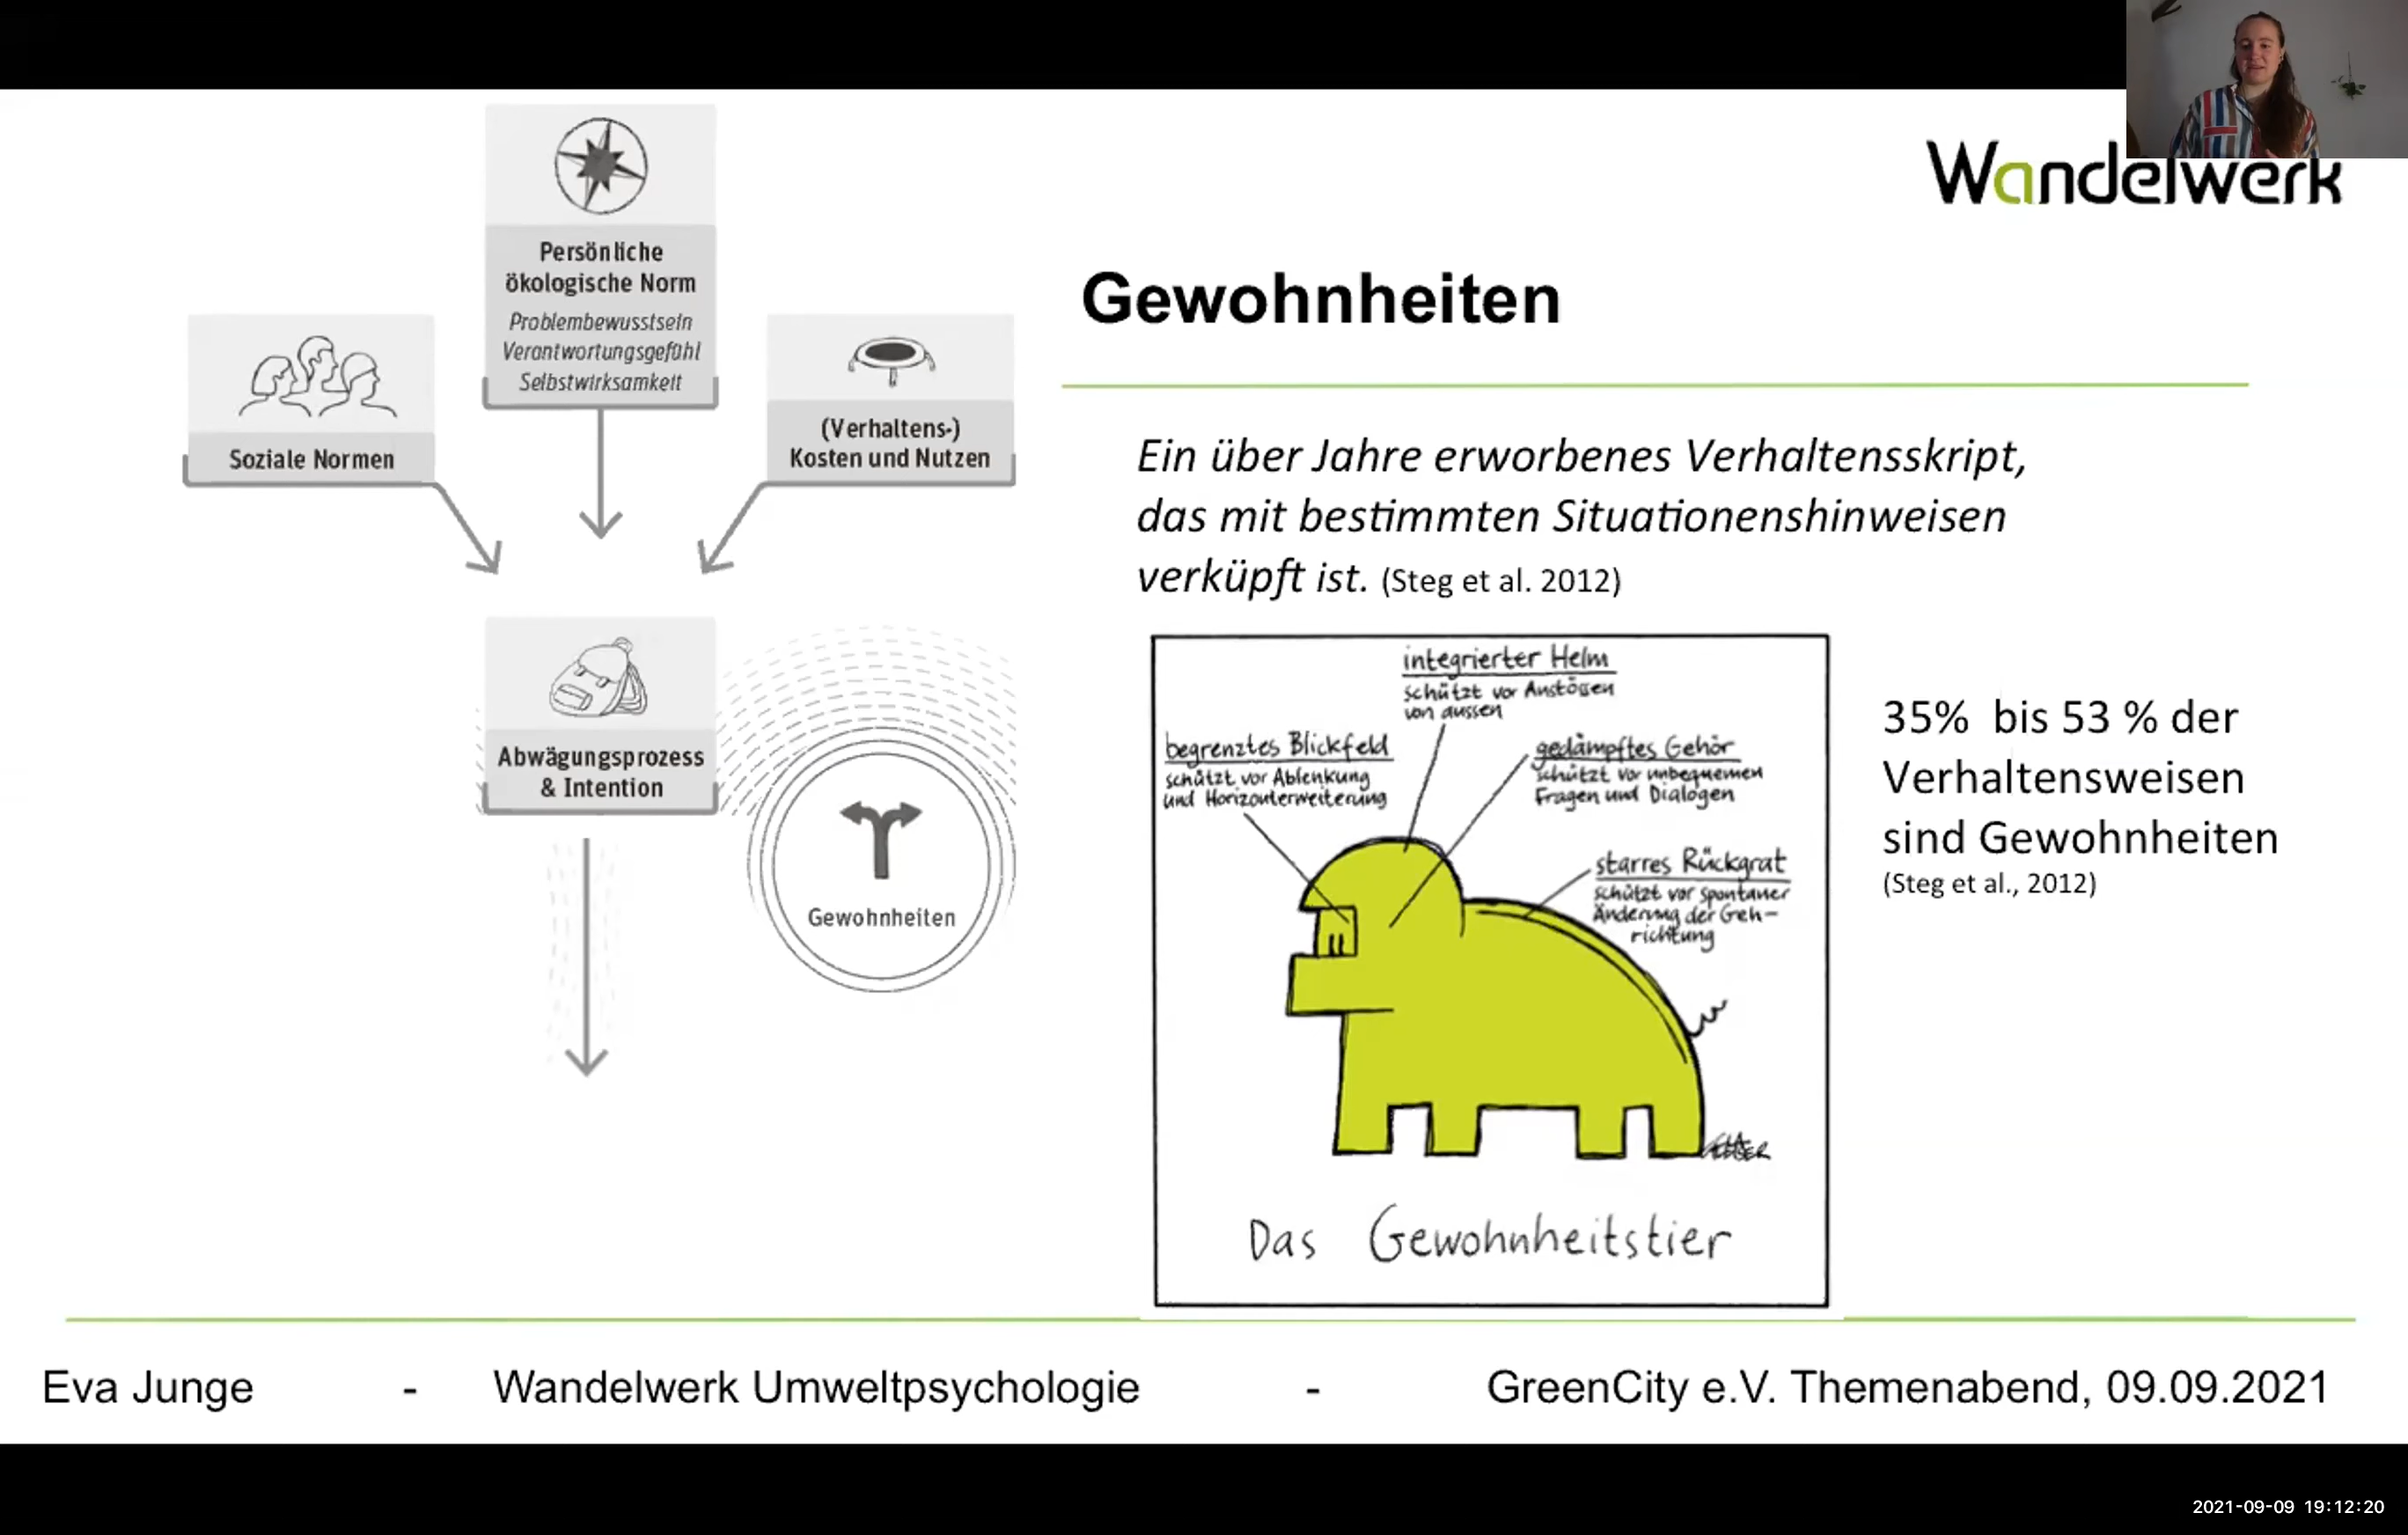 Wandelwerk
Persönliche
ökologische Norm
Problembewusstsein
Verantwortungsgefühl
Selbstwirksamkeit
Soziale Normen
(Verhaltens-)
Kosten und Nutzen
Abwägungsprozess
& Intention
Gewohnheiten
Gewohnheiten
Ein über Jahre erworbenes Verhaltensskript,
das mit bestimmten Situationenshinweisen
verküpft ist. (Steg et al. 2012)
integrierter Helm
schützt vor Anstössen
von aussen
begrenztes Blickfeld
schützt vor Ablenkung
und Horizonterweiterung
gedämpftes Gehör
schützt vor unbequemen
Fragen und Dialogen
starres Rückgrat
schützt vor spontaner
Änderung der Geh-
richtung
Das Gewohnheitstier
35% bis 53 % der
Verhaltensweisen
sind Gewohnheiten
(Steg et al., 2012)
Eva Junge - Wandelwerk Umweltpsychologie - GreenCity e.V. Themenabend, 09.09.2021
2021-09-09 19:12:20